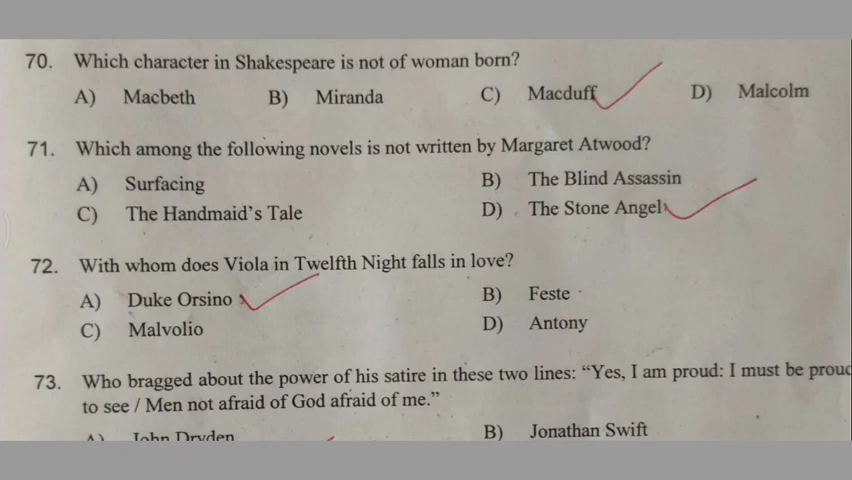 70. Which character in Shakespeare is not of woman born?
A) Macbeth B) Miranda C) Macduff D) Malcolm
71. Which among the following novels is not written by Margaret Atwood?
A) Surfacing B) The Blind Assassin
C) The Handmaid's Tale D) The Stone Angel
72. With whom does Viola in Twelfth Night falls in love?
A) Duke Orsino B) Feste
C) Malvolio D) Antony
73. Who bragged about the power of his satire in these two lines: “Yes, I am proud: I must be proud
to see / Men not afraid of God afraid of me.”
A) John Dryden B) Jonathan Swift